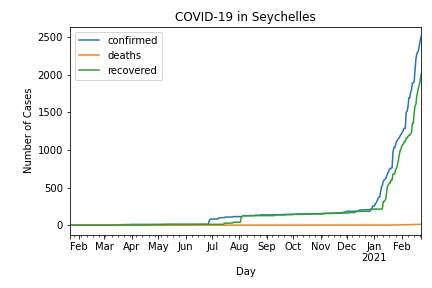 COVID-19 in Seychelles
confirmed
deaths
recovered
Number of Cases
2500
2000
1500
1000
500
0
Feb Mar Apr May Jun Jul Aug Sep Oct Nov Dec Jan Feb
2021
Day